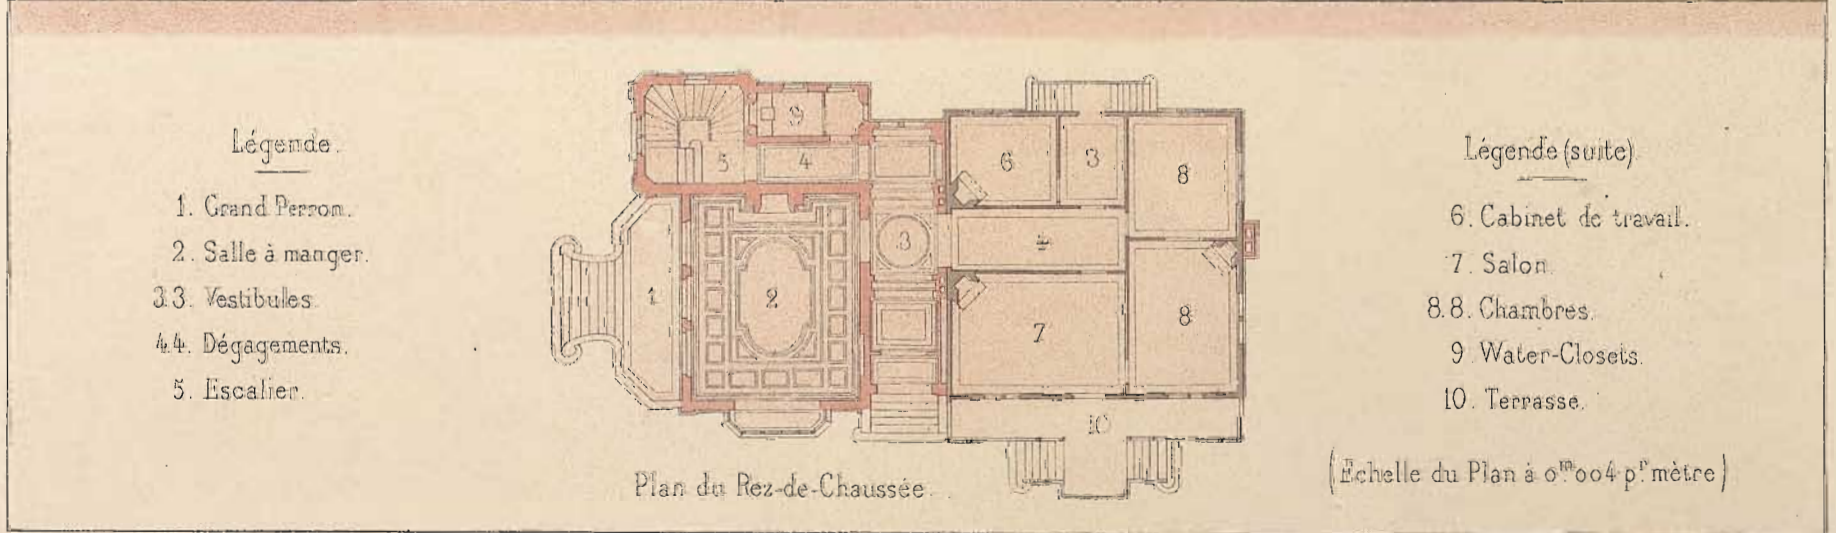 Légende.
1. Grand Perron.
2. Salle à manger.
3.3. Vestibules
4.4. Dégagements.
5. Escalier.
9
5
4
6
3
8
1
2
3
4
7
8
10
Plan du Rez-de-Chaussée.
Légende (suite)
6. Cabinet de travail.
7. Salon.
8.8. Chambres.
9 Water-Closets.
10. Terrasse.
(Echelle du Plan à 0ᵐ004 pʳ mètre)